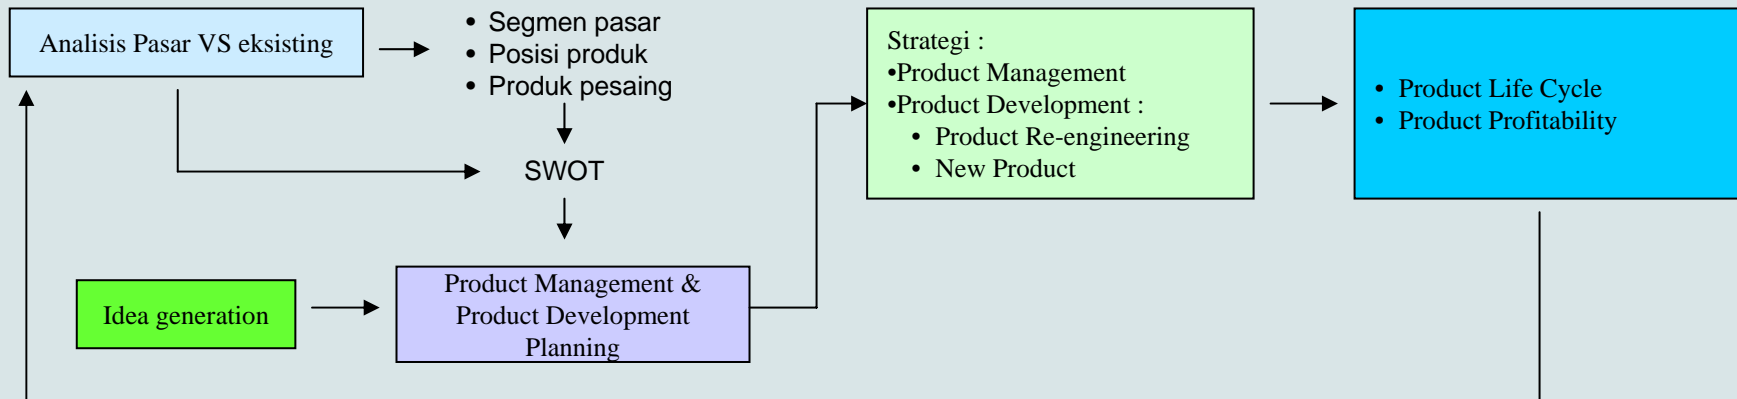 Analisis Pasar VS eksisting
• Segmen pasar
• Posisi produk
• Produk pesaing
SWOT
Idea generation
Product Management &
Product Development
Planning
Strategi :
•Product Management
•Product Development :
• Product Re-engineering
• New Product
• Product Life Cycle
• Product Profitability